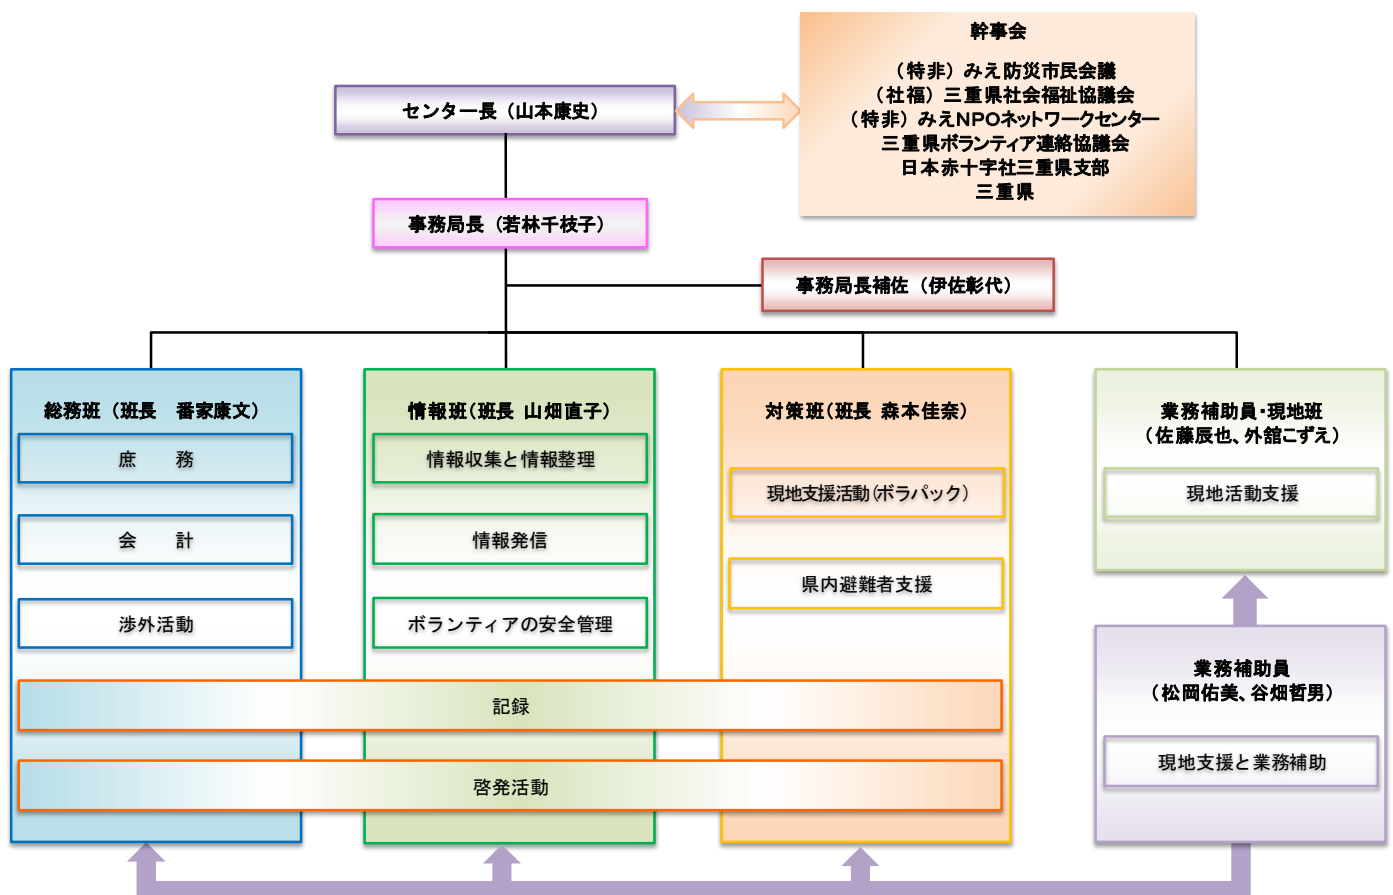 幹事会
（特非）みえ防災市民会議
（社福）三重県社会福祉協議会
（特非）みえNPOネットワークセンター
三重県ボランティア連絡協議会
日本赤十字社三重県支部
三重県
センター長（山本康史）
事務局長（若林千枝子）
事務局長補佐（伊佐彰代）
総務班（班長　番家康文）
庶　　務
会　　計
渉外活動
情報班（班長 山畑直子）
情報収集と情報整理
情報発信
ボランティアの安全管理
対策班（班長 森本佳奈）
現地支援活動（ボラパック）
県内避難者支援
記録
啓発活動
業務補助員・現地班
（佐藤辰也、外舘こずえ）
現地活動支援
業務補助員
（松岡佑美、谷畑哲男）
現地支援と業務補助